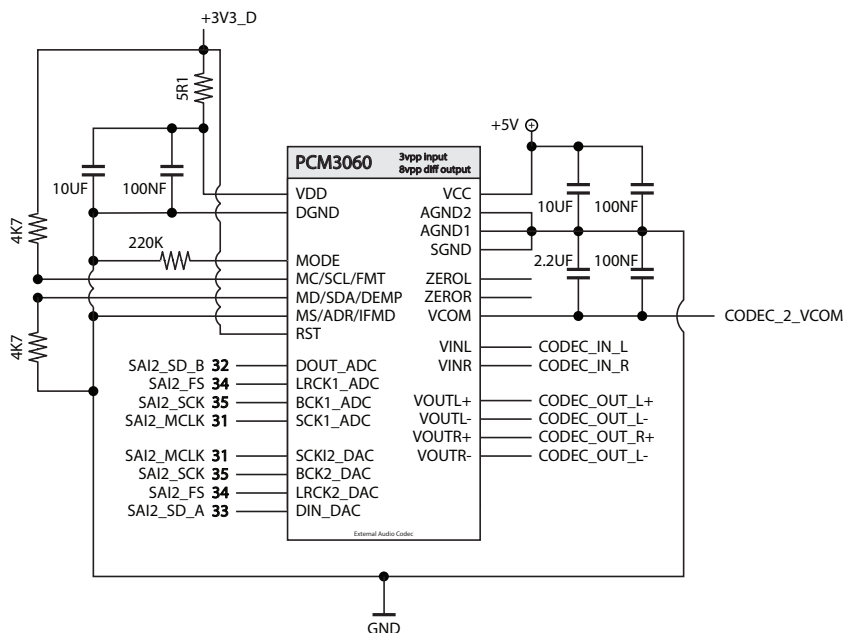 +3V3_D
5R1
+5V
PCM3060
3vpp input
8vpp diff output
10UF
100NF
VDD
DGND
VCC
AGND2
AGND1
SGND
10UF
100NF
4K7
220K
MODE
MC/SCL/FMT
MD/SDA/DEMP
MS/ADR/IFMD
RST
ZEROL
ZEROR
VCOM
2.2UF
100NF
CODEC_2_VCOM
4K7
VINL
CODEC_IN_L
VINR
CODEC_IN_R
SAI2_SD_B 32
DOUT_ADC
SAI2_FS 34
LRCK1_ADC
SAI2_SCK 35
BCK1_ADC
SAI2_MCLK 31
SCK1_ADC
VOUTL+
CODEC_OUT_L+
VOUTL-
CODEC_OUT_L-
VOUTR+
CODEC_OUT_R+
VOUTR-
CODEC_OUT_L-
SAI2_MCLK 31
SCKI2_DAC
SAI2_SCK 35
BCK2_DAC
SAI2_FS 34
LRCK2_DAC
SAI2_SD_A 33
DIN_DAC
External Audio Codec
GND